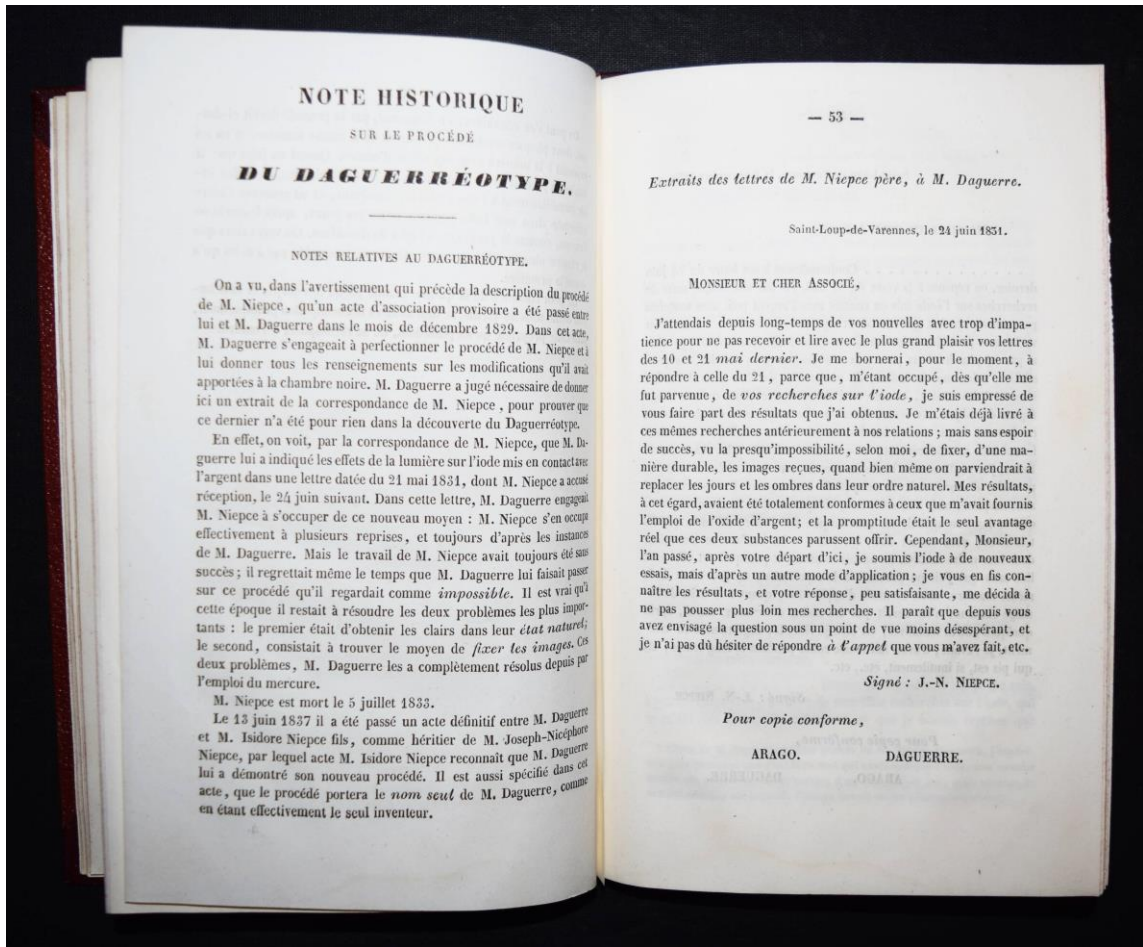 NOTE HISTORIQUE
SUR LE PROCÉDÉ
DU DAGUERRÉOTYPE.
NOTES RELATIVES AU DAGUERRÉOTYPE.
On a vu, dans l'avertissement qui précède la description du procédé
de M. Niepce, qu'un acte d'association provisoire a été passé entre
lui et M. Daguerre dans le mois de décembre 1829. Dans cet acte,
M. Daguerre s'engageait à perfectionner le procédé de M. Niepce et à
lui donner tous les renseignements sur les modifications qu'il avait
apportées à la chambre noire. M. Daguerre a jugé nécessaire de donner
ici un extrait de la correspondance de M. Niepce, pour prouver que
ce dernier n'a été pour rien dans la découverte du Daguerréotype.
En effet, on voit, par la correspondance de M. Niepce, que M. Da-
guerre lui a indiqué les effets de la lumière sur l'iode mis en contact avec
l'argent dans une lettre datée du 21 mai 1831, dont M. Niepce a accusé
réception, le 24 juin suivant. Dans cette lettre, M. Daguerre engageait
M. Niepce à s'occuper de ce nouveau moyen : M. Niepce s'en occupa
effectivement à plusieurs reprises, et toujours d'après les instances
de M. Daguerre. Mais le travail de M. Niepce avait toujours été sans
succès; il regrettait même le temps que M. Daguerre lui faisait passer
sur ce procédé qu'il regardait comme impossible. Il est vrai qu'à
cette époque il restait à résoudre les deux problèmes les plus impor-
tants : le premier était d'obtenir les clairs dans leur état naturel;
le second, consistait à trouver le moyen de fixer les images. Ces
deux problèmes, M. Daguerre les a complètement résolus depuis par
l'emploi du mercure.
M. Niepce est mort le 5 juillet 1833.
Le 13 juin 1837 il a été passé un acte définitif entre M. Daguerre
et M. Isidore Niepce fils, comme héritier de M. Joseph-Nicéphore
Niepce, par lequel acte M. Isidore Niepce reconnaît que M. Daguerre
lui a démontré son nouveau procédé. Il est aussi spécifié dans cet
acte, que le procédé portera le nom seul de M. Daguerre, comme
en étant effectivement le seul inventeur.
— 53 —
Extraits des lettres de M. Niepce père, à M. Daguerre.
Saint-Loup-de-Varennes, le 24 juin 1831.
MONSIEUR ET CHER ASSOCIÉ,
J'attendais depuis long-temps de vos nouvelles avec trop d'impa-
tience pour ne pas recevoir et lire avec le plus grand plaisir vos lettres
des 10 et 21 mai dernier. Je me bornerai, pour le moment, à
répondre à celle du 21, parce que, m'étant occupé, dès qu'elle me
fut parvenue, de vos recherches sur l'iode, je suis empressé de
vous faire part des résultats que j'ai obtenus. Je m'étais déjà livré à
ces mêmes recherches antérieurement à nos relations; mais sans espoir
de succès, vu la presqu'impossibilité, selon moi, de fixer, d'une ma-
nière durable, les images reçues, quand bien même on parviendrait à
replacer les jours et les ombres dans leur ordre naturel. Mes résultats,
à cet égard, avaient été totalement conformes à ceux que m'avait fournis
l'emploi de l'oxide d'argent; et la promptitude était le seul avantage
réel que ces deux substances parussent offrir. Cependant, Monsieur,
l'an passé, après votre départ d'ici, je soumis l'iode à de nouveaux
essais, mais d'après un autre mode d'application; je vous en fis con-
naître les résultats, et votre réponse, peu satisfaisante, me décida à
ne pas pousser plus loin mes recherches. Il paraît que depuis vous
avez envisagé la question sous un point de vue moins désespérant, et
je n'ai pas dû hésiter de répondre à l'appel que vous m'avez fait, etc.
Signé : J.-N. NIEPCE.
Pour copie conforme,
ARAGO. DAGUERRE.